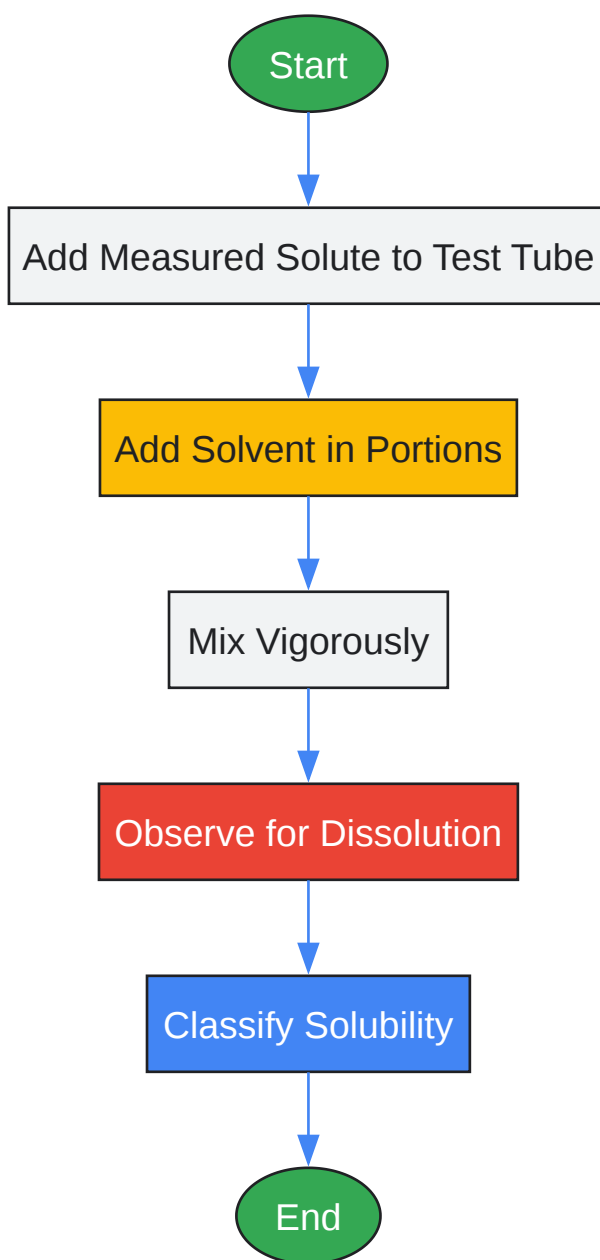 Start
Add Measured Solute to Test Tube
Add Solvent in Portions
Mix Vigorously
Observe for Dissolution
Classify Solubility
End